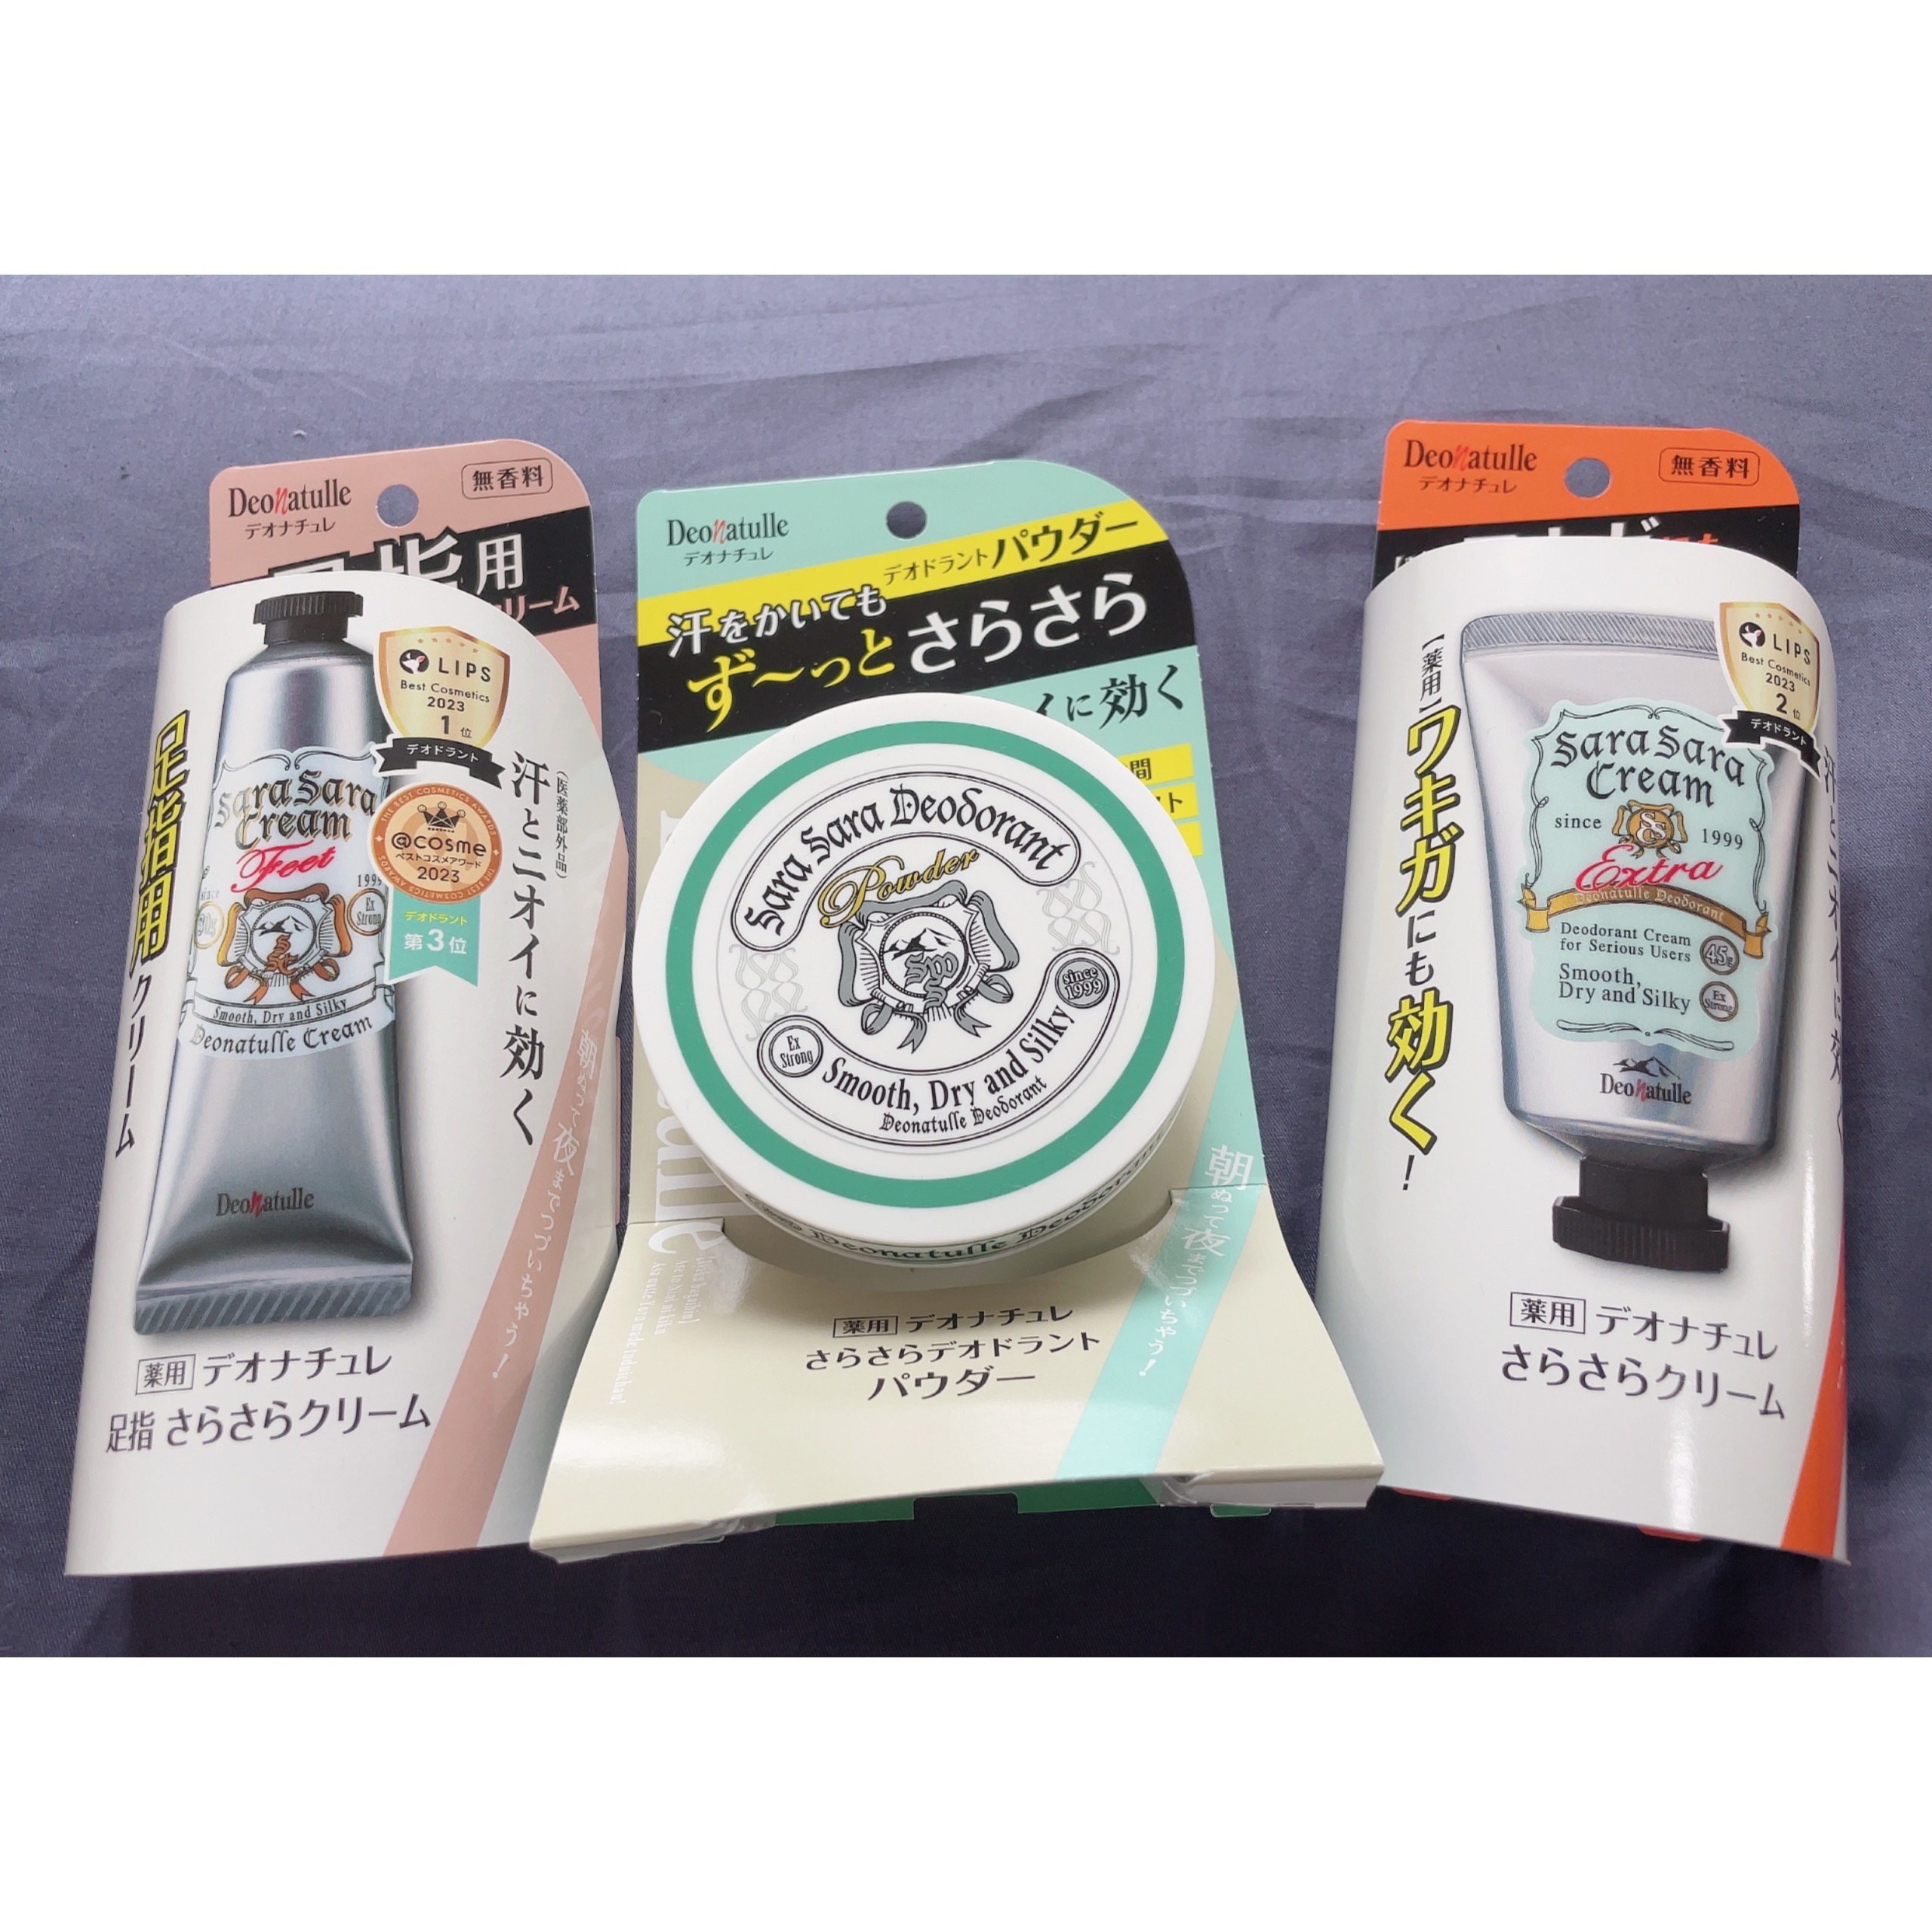 Deonatulle
デオナチュレ
無香料
指用
クリーム
LIPS
Best Cosmetics
2023
1位
デオドラント
THE BEST COSMETICS AWARDS
@cosme
ベストコスメアワード
2023
デオドラント
第3位
足指用クリーム
Sara Sara
Cream
Feet
since
1999
30g
Ex
Strong
Smooth, Dry and Silky
Deonatulle Cream
Deonatulle
(医薬部外品)
汗とニオイに効く
朝ぬって夜までつづいちゃう!
薬用 デオナチュレ
足指 さらさらクリーム
Deonatulle
デオナチュレ
デオドラントパウダー
汗をかいても
ず〜っとさらさら
イに効く
間
ト
Sara Sara Deodorant
Powder
since
1999
Ex
Strong
Smooth, Dry and Silky
Deonatulle Deodorant
Deonatulle Deodorant
朝ぬって夜までつづいちゃう!
薬用 デオナチュレ
さらさらデオドラント
パウダー
Deonatulle
デオナチュレ
無香料
LIPS
Best Cosmetics
2023
2位
デオドラント
【薬用】ワキガにも効く!
Sara Sara
Cream
since 1999
Extra
Deonatulle Deodorant
Deodorant Cream
for Serious Users
45g
Smooth,
Dry and Silky
Ex
Strong
Deonatulle
薬用 デオナチュレ
さらさらクリーム